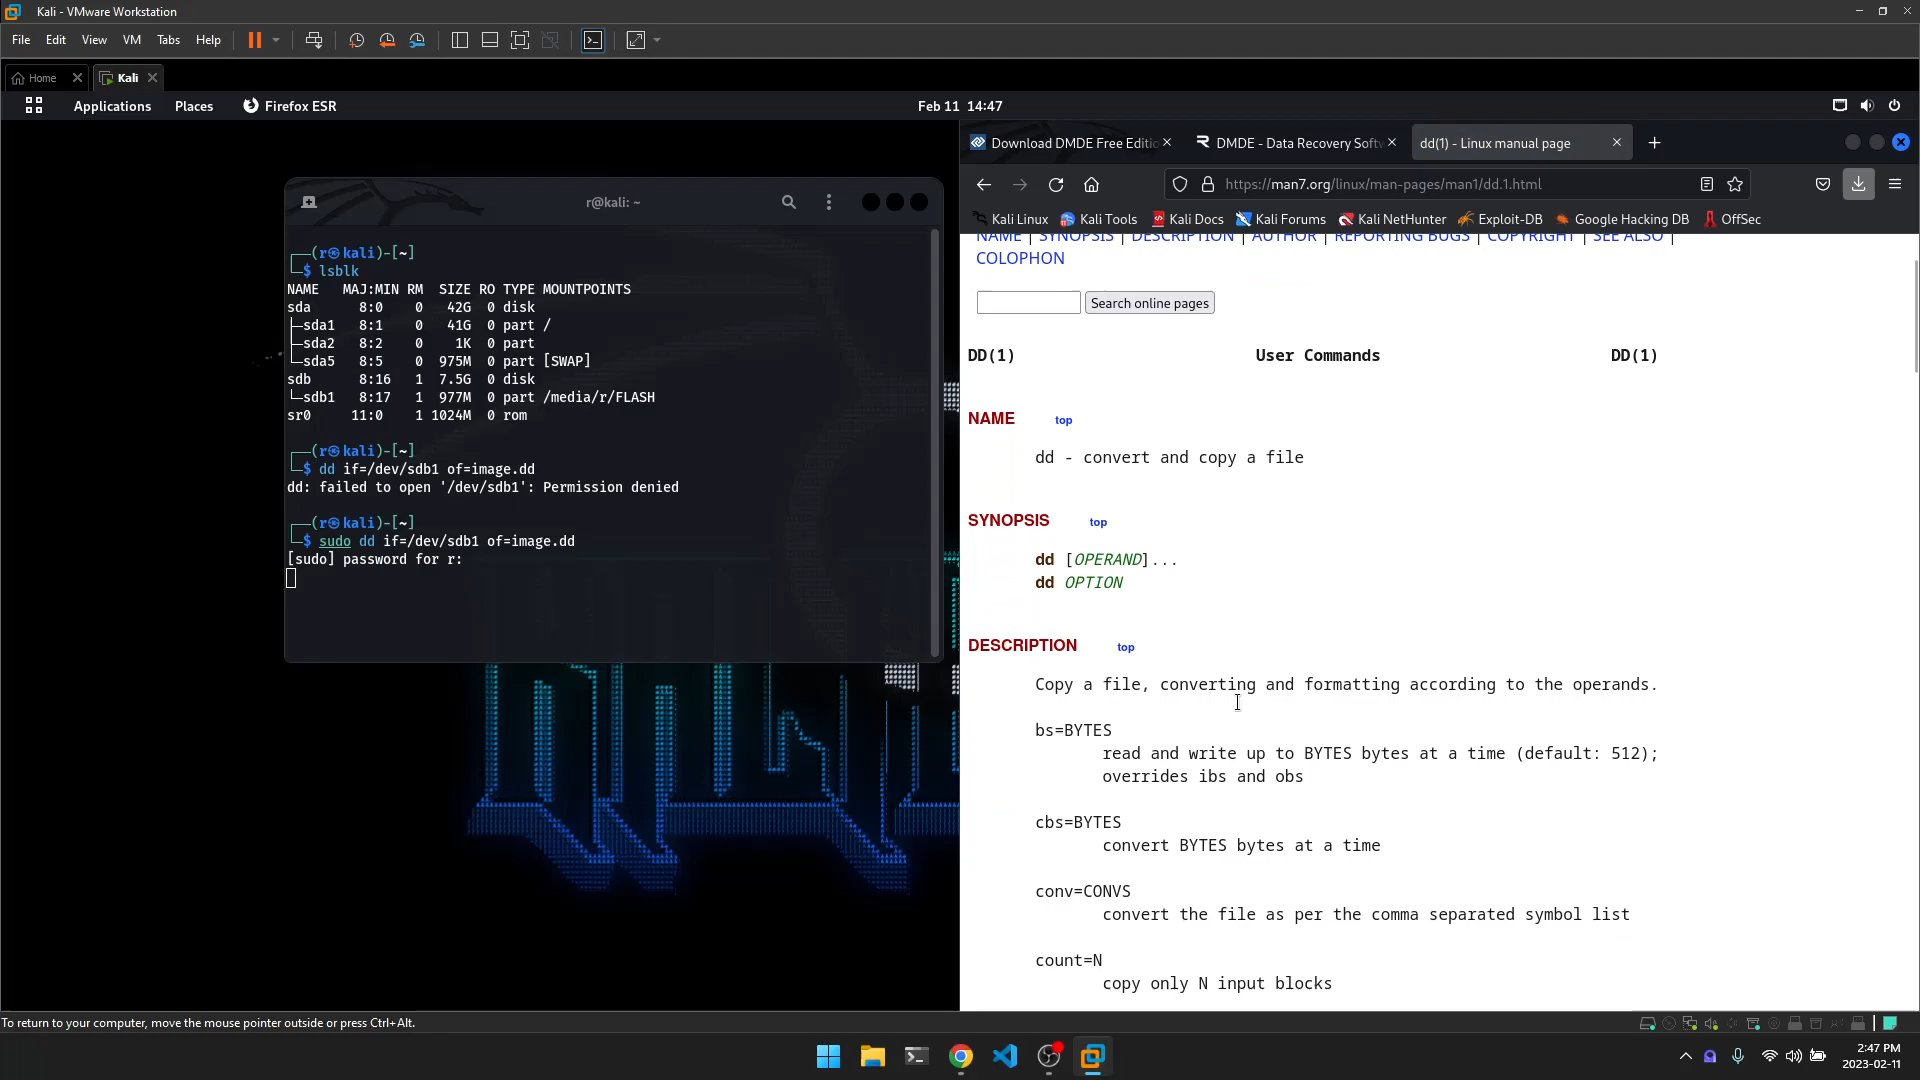 Kali - VMware Workstation
File Edit View VM Tabs Help
Home Kali
Applications Places Firefox ESR Feb 11 14:47
Download DMDE Free Editio DMDE - Data Recovery Softw dd(1) - Linux manual page
https://man7.org/linux/man-pages/man1/dd.1.html
Kali Linux Kali Tools Kali Docs Kali Forums Kali NetHunter Exploit-DB Google Hacking DB OffSec
r@kali: ~
┌──(r㉿kali)-[~]
└─$ lsblk
NAME   MAJ:MIN RM  SIZE RO TYPE MOUNTPOINTS
sda      8:0    0   42G  0 disk
├─sda1   8:1    0   41G  0 part /
├─sda2   8:2    0    1K  0 part
└─sda5   8:5    0  975M  0 part [SWAP]
sdb      8:16   1  7.5G  0 disk
└─sdb1   8:17   1  977M  0 part /media/r/FLASH
sr0     11:0    1 1024M  0 rom
┌──(r㉿kali)-[~]
└─$ dd if=/dev/sdb1 of=image.dd
dd: failed to open '/dev/sdb1': Permission denied
┌──(r㉿kali)-[~]
└─$ sudo dd if=/dev/sdb1 of=image.dd
[sudo] password for r:
NAME | SYNOPSIS | DESCRIPTION | AUTHOR | REPORTING BUGS | COPYRIGHT | SEE ALSO |
COLOPHON
Search online pages
DD(1) User Commands DD(1)
NAME top
dd - convert and copy a file
SYNOPSIS top
dd [OPERAND]...
dd OPTION
DESCRIPTION top
Copy a file, converting and formatting according to the operands.
bs=BYTES
read and write up to BYTES bytes at a time (default: 512);
overrides ibs and obs
cbs=BYTES
convert BYTES bytes at a time
conv=CONVS
convert the file as per the comma separated symbol list
count=N
copy only N input blocks
To return to your computer, move the mouse pointer outside or press Ctrl+Alt.
2:47 PM
2023-02-11